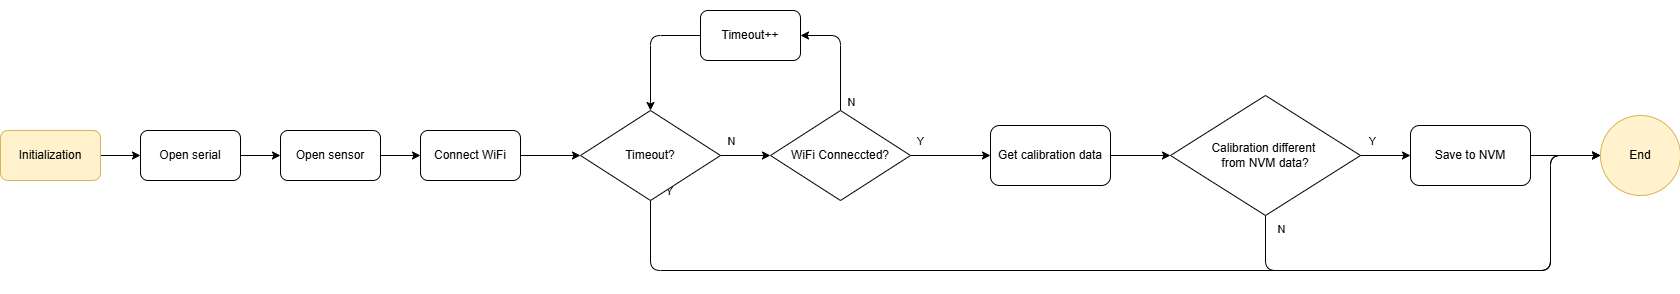 Timeout++
N
Initialization
Open serial
Open sensor
Connect WiFi
Timeout?
N
WiFi Conneccted?
Y
Get calibration data
Calibration different
from NVM data?
Y
Save to NVM
End
Y
N